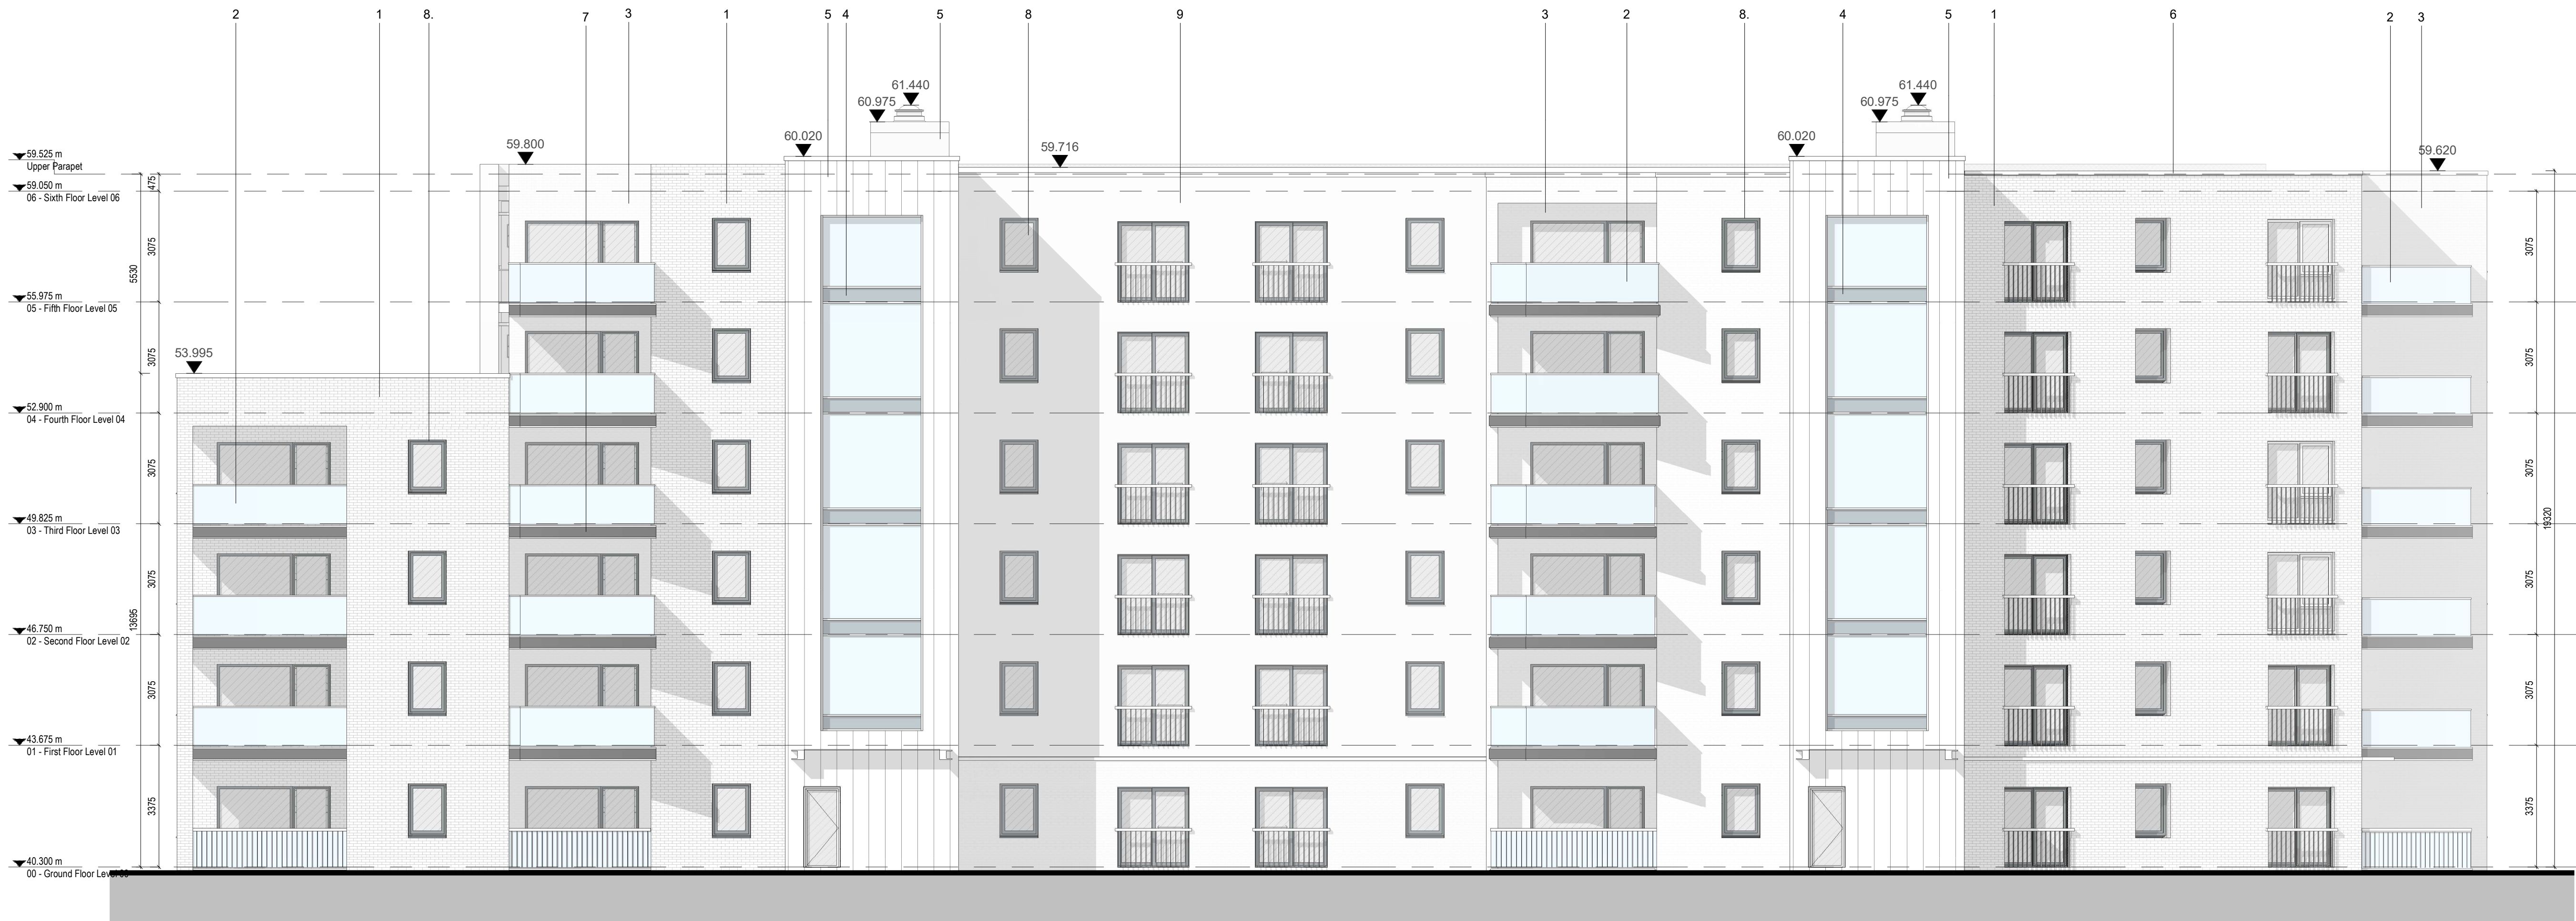 2 1 8. 7 3 1 5 4 5 8 9 3 2 8. 4 5 1 6 2 3
61.440 61.440
60.975 60.975
60.020 60.020
59.800 59.716 59.620
59.525 m
Upper Parapet
475
59.050 m
06 - Sixth Floor Level 06
3075 3075
5530
55.975 m
05 - Fifth Floor Level 05
3075 3075
53.995
52.900 m
04 - Fourth Floor Level 04
3075 3075
49.825 m
03 - Third Floor Level 03
19320
3075 3075
13695
46.750 m
02 - Second Floor Level 02
3075 3075
43.675 m
01 - First Floor Level 01
3375 3375
40.300 m
00 - Ground Floor Level 00